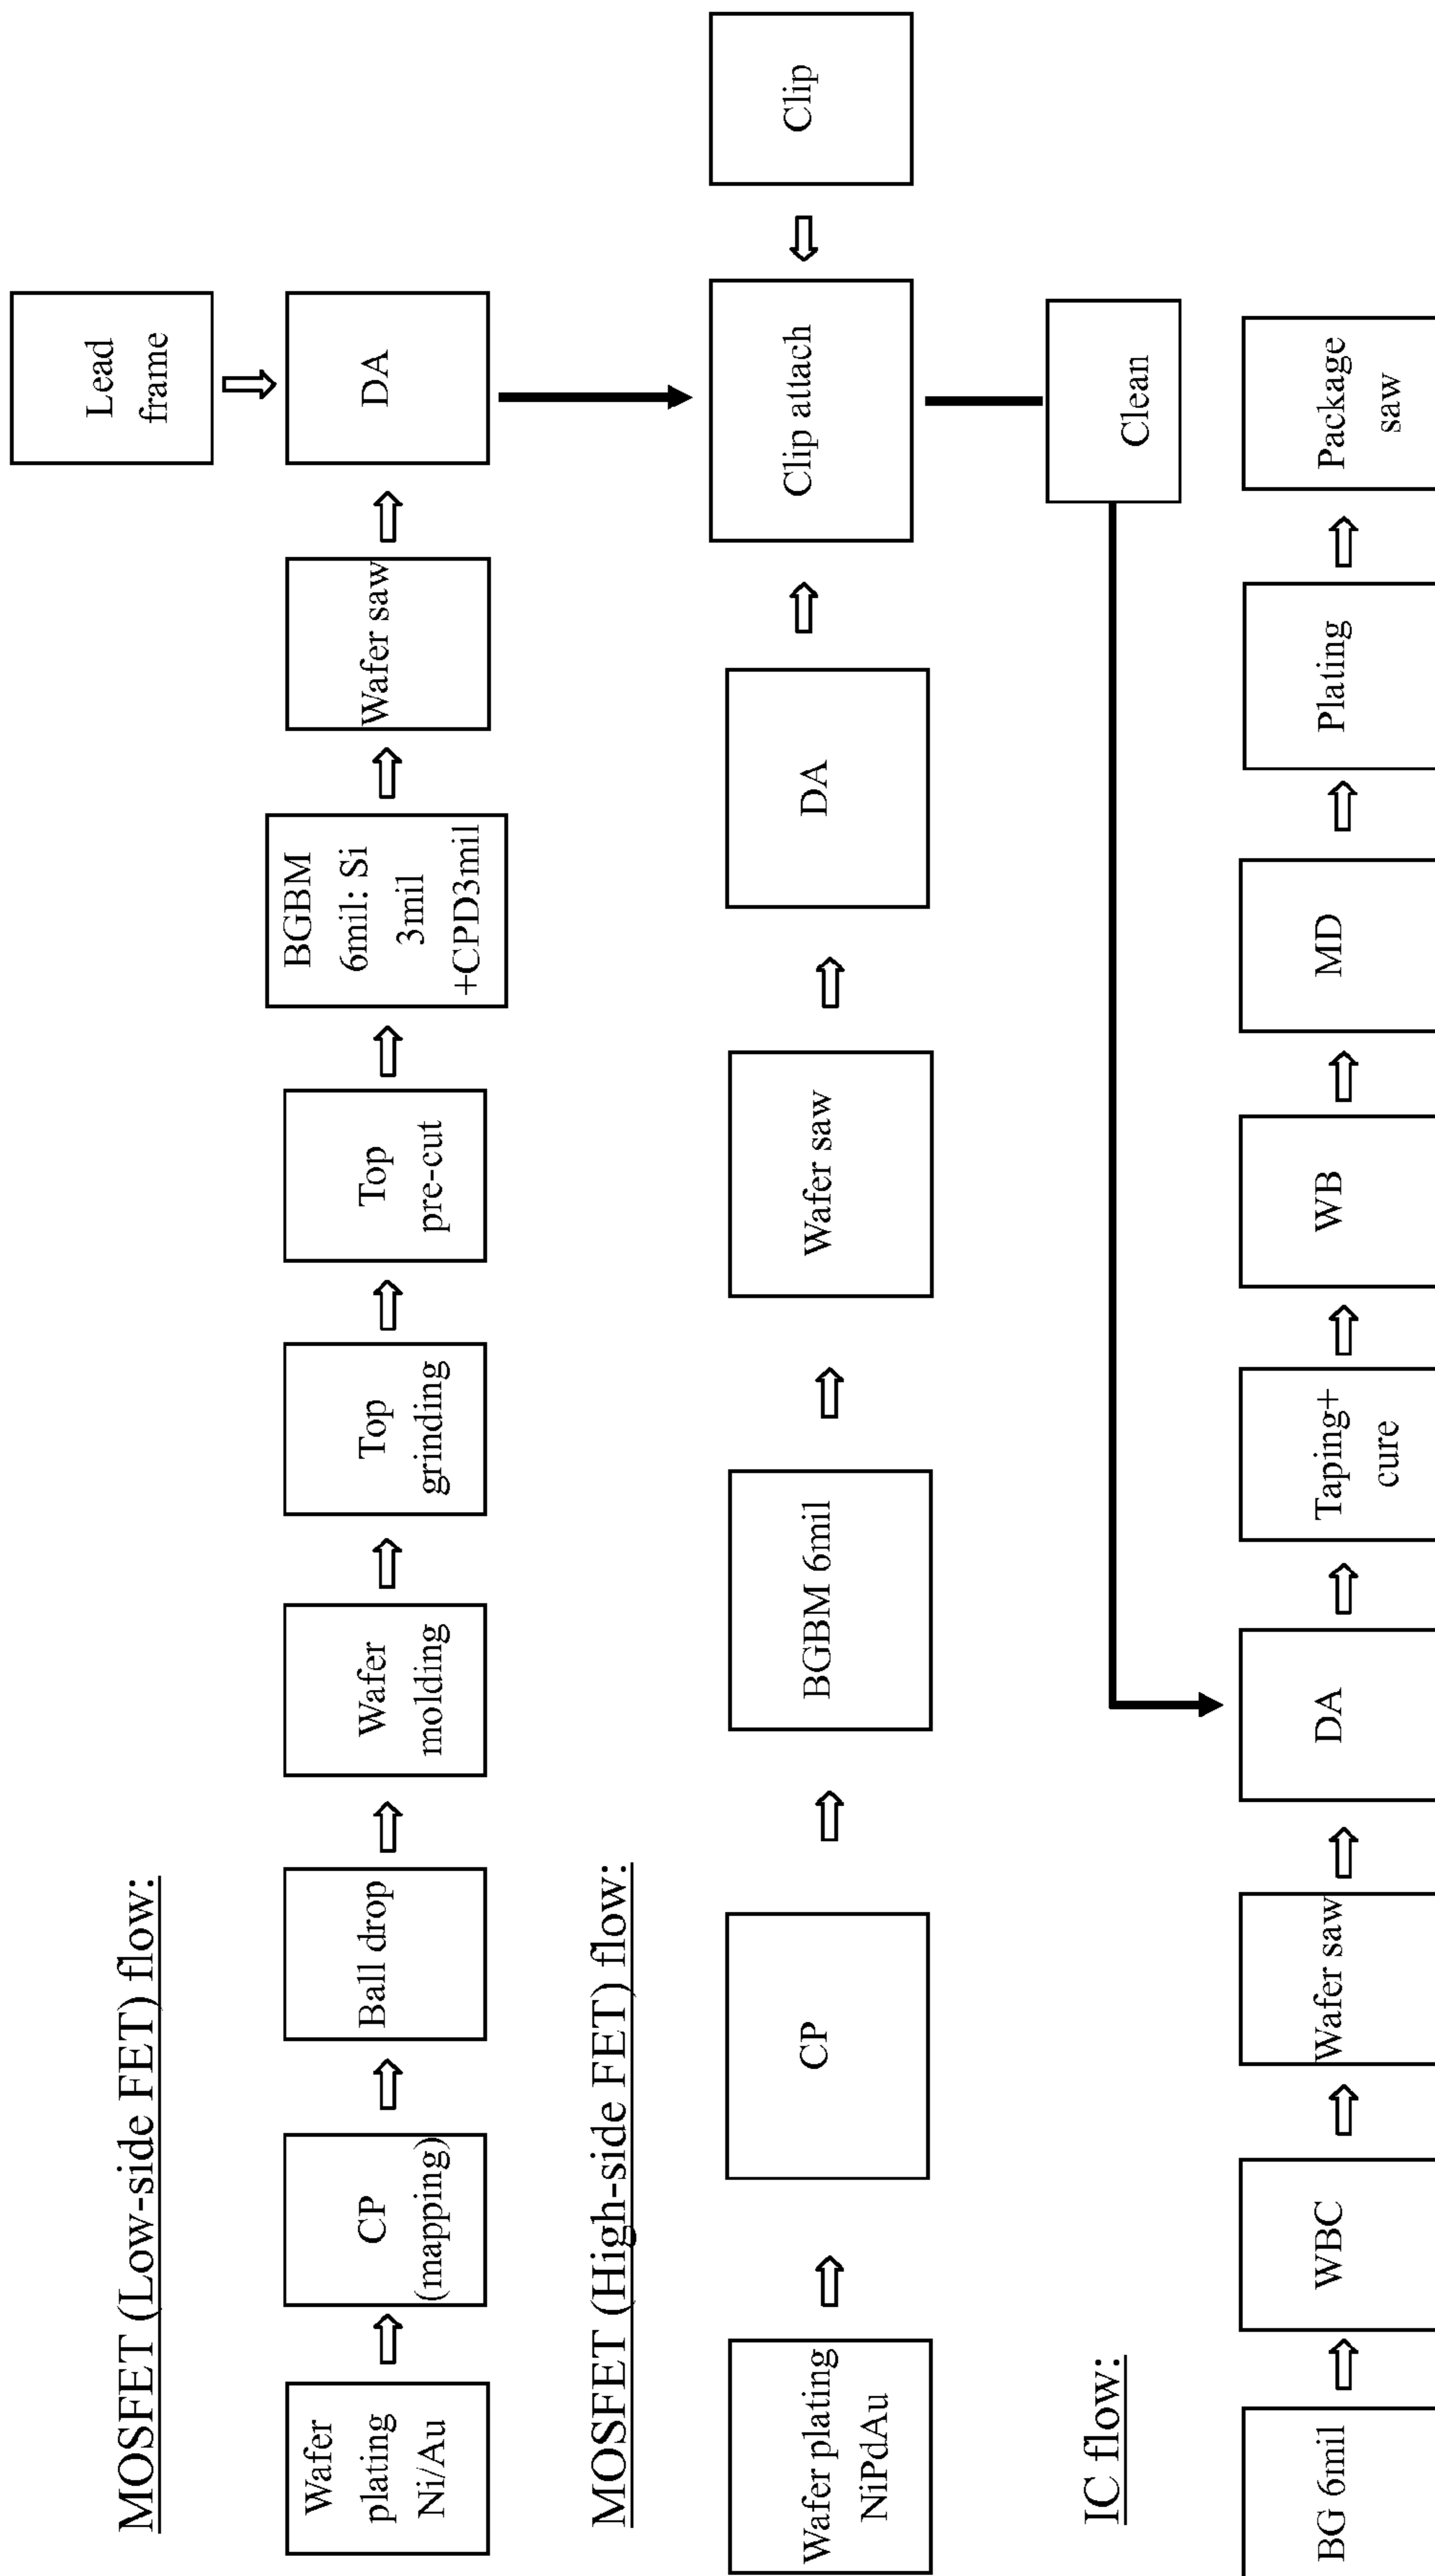 MOSFET (Low-side FET) flow:
Wafer
plating
Ni/Au
CP
(mapping)
Ball drop
Wafer
molding
Top
grinding
Top
pre-cut
BGBM
6mil: Si
3mil
+CPD3mil
Wafer saw
DA
Lead
frame
MOSFET (High-side FET) flow:
Wafer plating
NiPdAu
CP
BGBM 6mil
Wafer saw
DA
Clip attach
Clip
Clean
IC flow:
BG 6mil
WBC
Wafer saw
DA
Taping+
cure
WB
MD
Plating
Package
saw